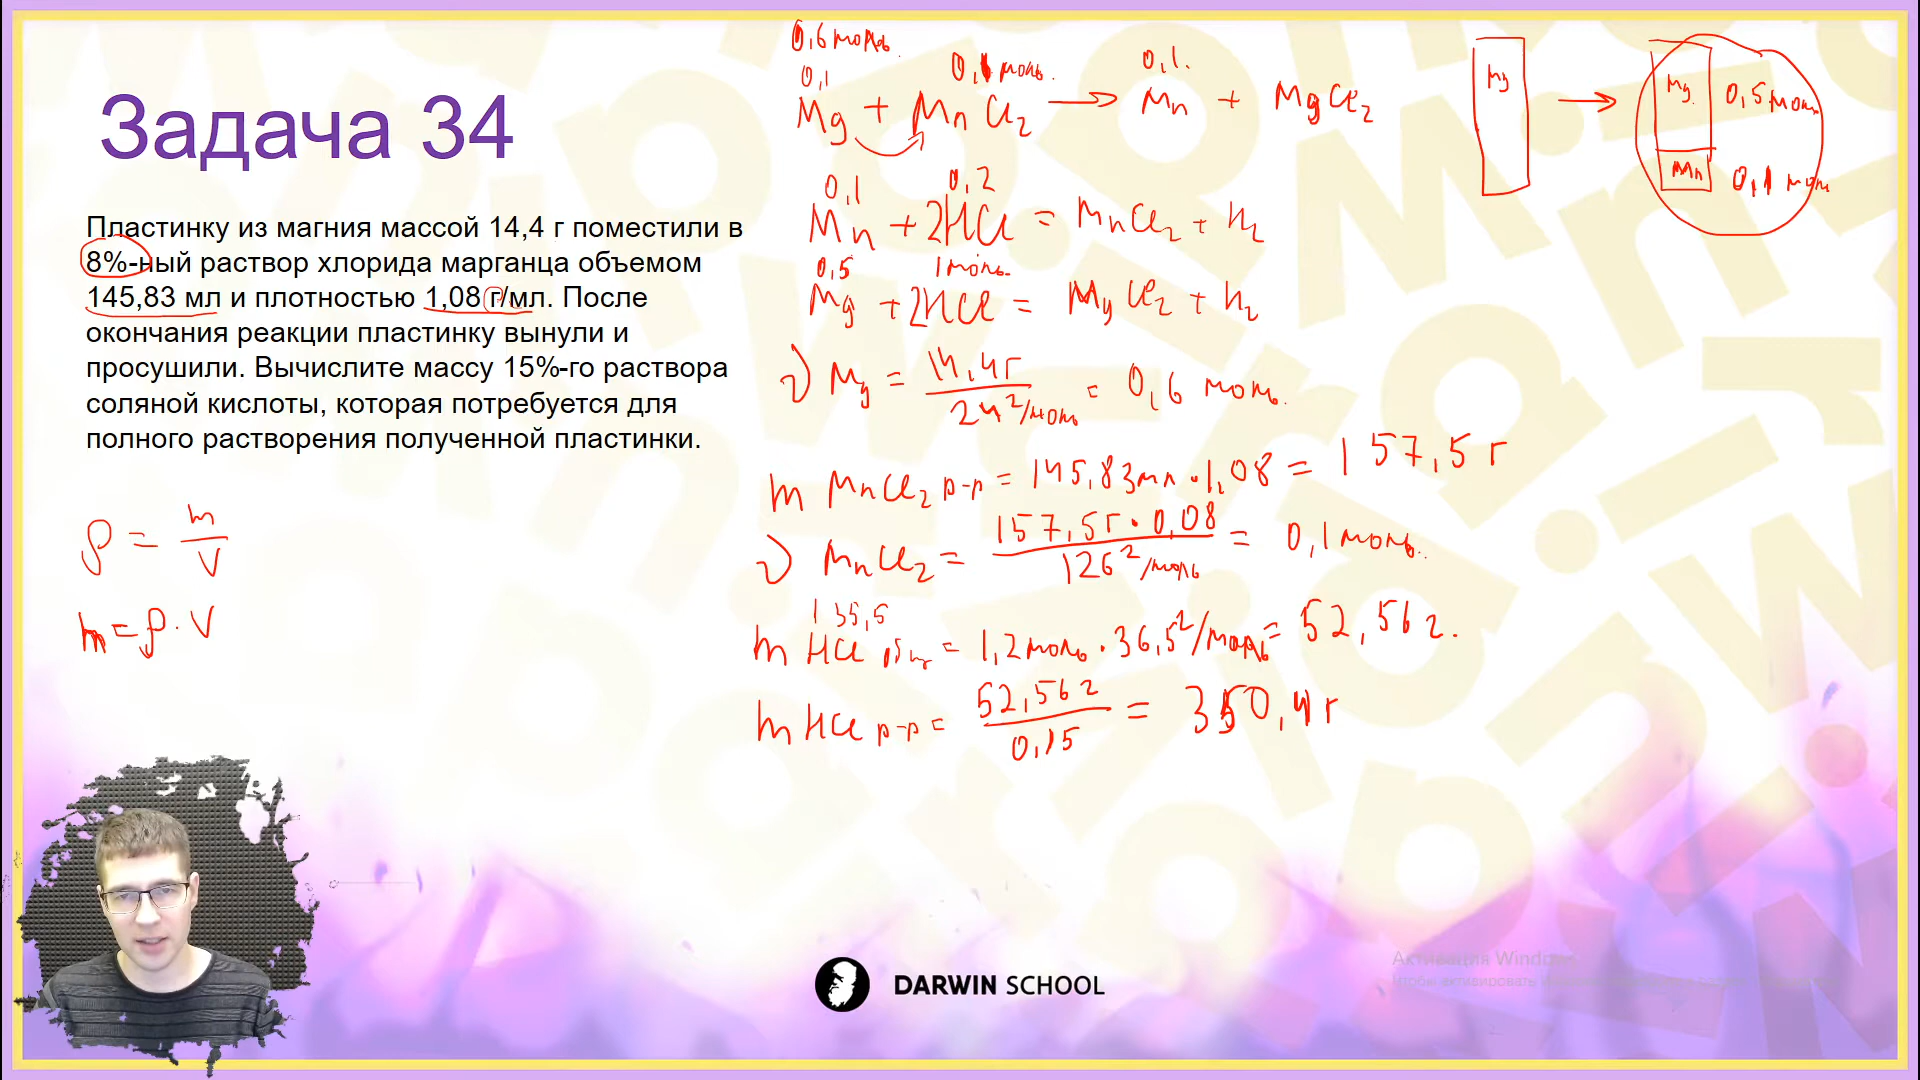 Задача 34
Пластинку из магния массой 14,4 г поместили в
8%-ный раствор хлорида марганца объемом
145,83 мл и плотностью 1,08 г/мл. После
окончания реакции пластинку вынули и
просушили. Вычислите массу 15%-го раствора
соляной кислоты, которая потребуется для
полного растворения полученной пластинки.
ρ = m/V
m = ρ · V
0,6 моль
0,1 0,1 моль 0,1
Mg + MnCl2 → Mn + MgCl2
0,1 0,2
Mn + 2HCl = MnCl2 + H2
0,5 1 моль
Mg + 2HCl = MgCl2 + H2
ν Mg = 14,4г / 24 г/моль = 0,6 моль
m MnCl2 р-р = 145,83мл · 1,08 = 157,5 г
ν MnCl2 = 157,5г · 0,08 / 126 г/моль = 0,1 моль
135,5
m HCl = 1,2 моль · 36,5 г/моль = 52,56 г
m HCl р-р = 52,56 г / 0,15 = 350,4 г
Mg → Mg 0,5 моль
Mn 0,1 моль
DARWIN SCHOOL
Активация Windows